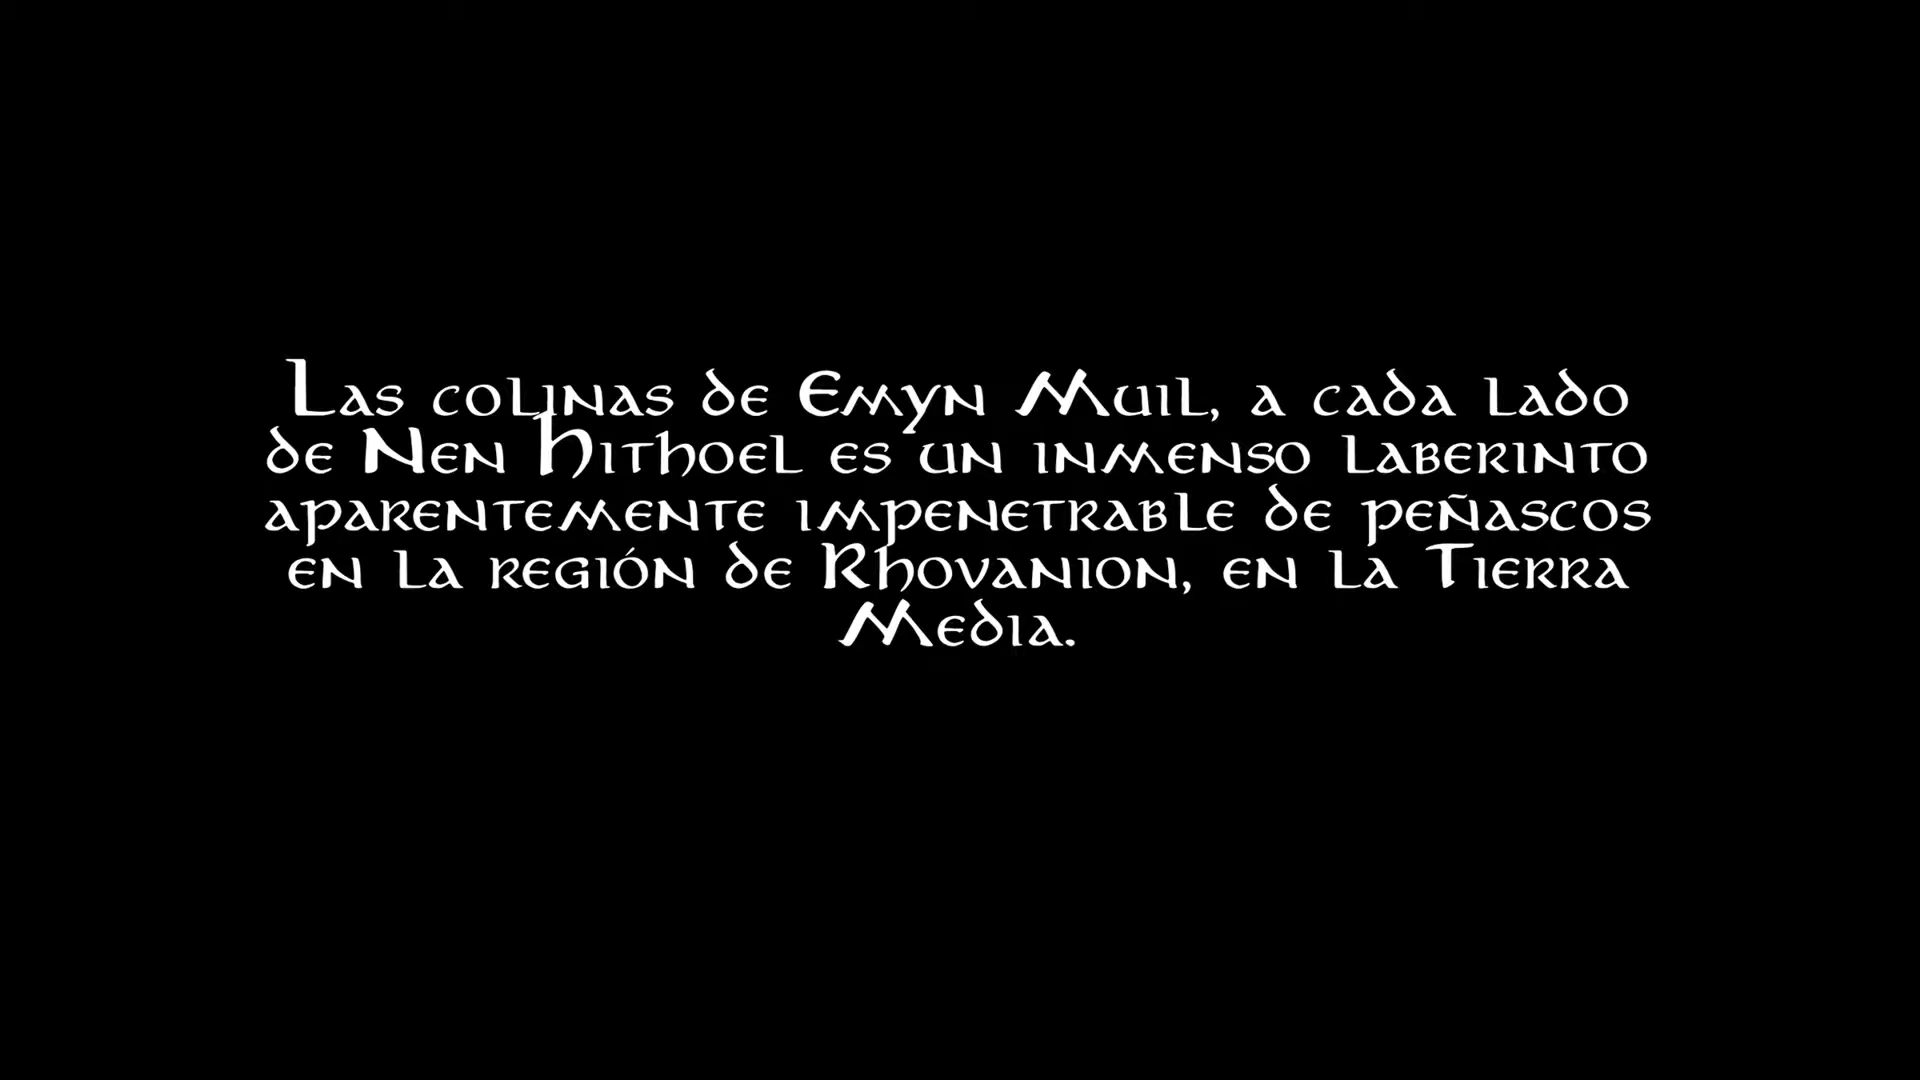 Las colinas de Emyn Muil, a cada lado
de Nen Hithoel es un inmenso laberinto
aparentemente impenetrable de peñascos
en la región de Rhovanion, en la Tierra
Media.